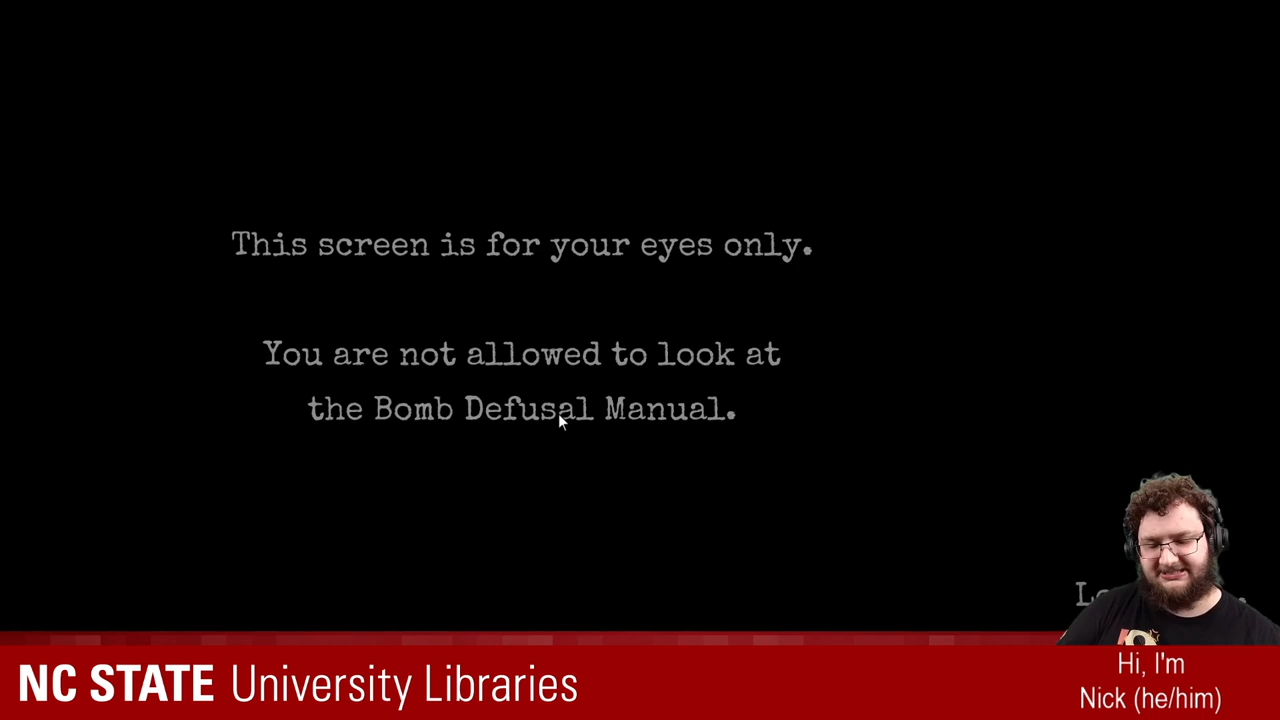 This screen is for your eyes only.
You are not allowed to look at
the Bomb Defusal Manual.
NC STATE University Libraries
Hi, I'm
Nick (he/him)